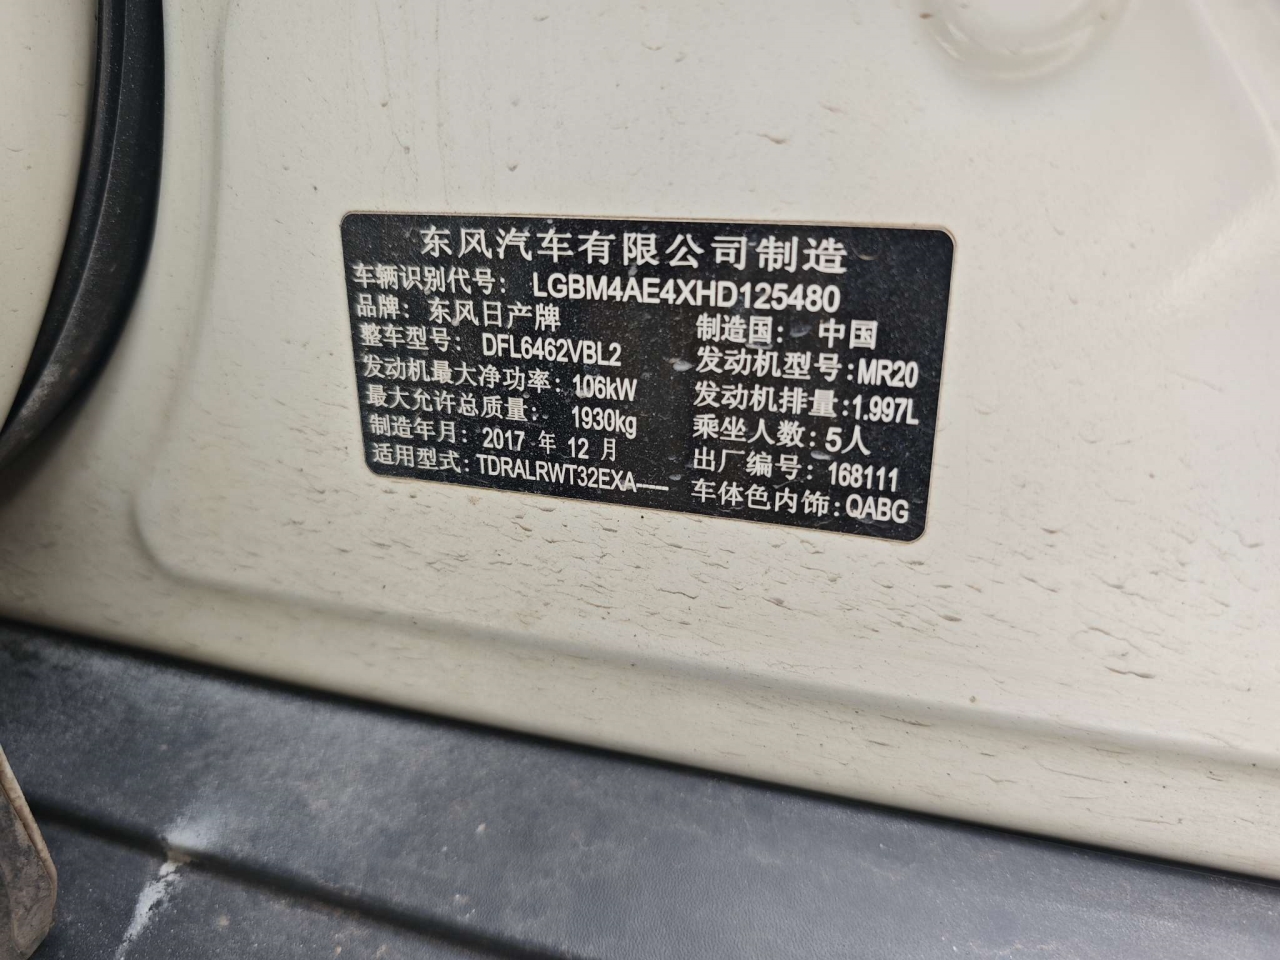 东风汽车有限公司制造
车辆识别代号: LGBM4AE4XHD125480
品牌: 东风日产牌 制造国: 中国
整车型号: DFL6462VBL2 发动机型号:MR20
发动机最大净功率: 106kW 发动机排量:1.997L
最大允许总质量: 1930kg 乘坐人数: 5人
制造年月: 2017 年 12 月 出厂编号: 168111
适用型式: TDRALRWT32EXA---- 车体色内饰: QABG